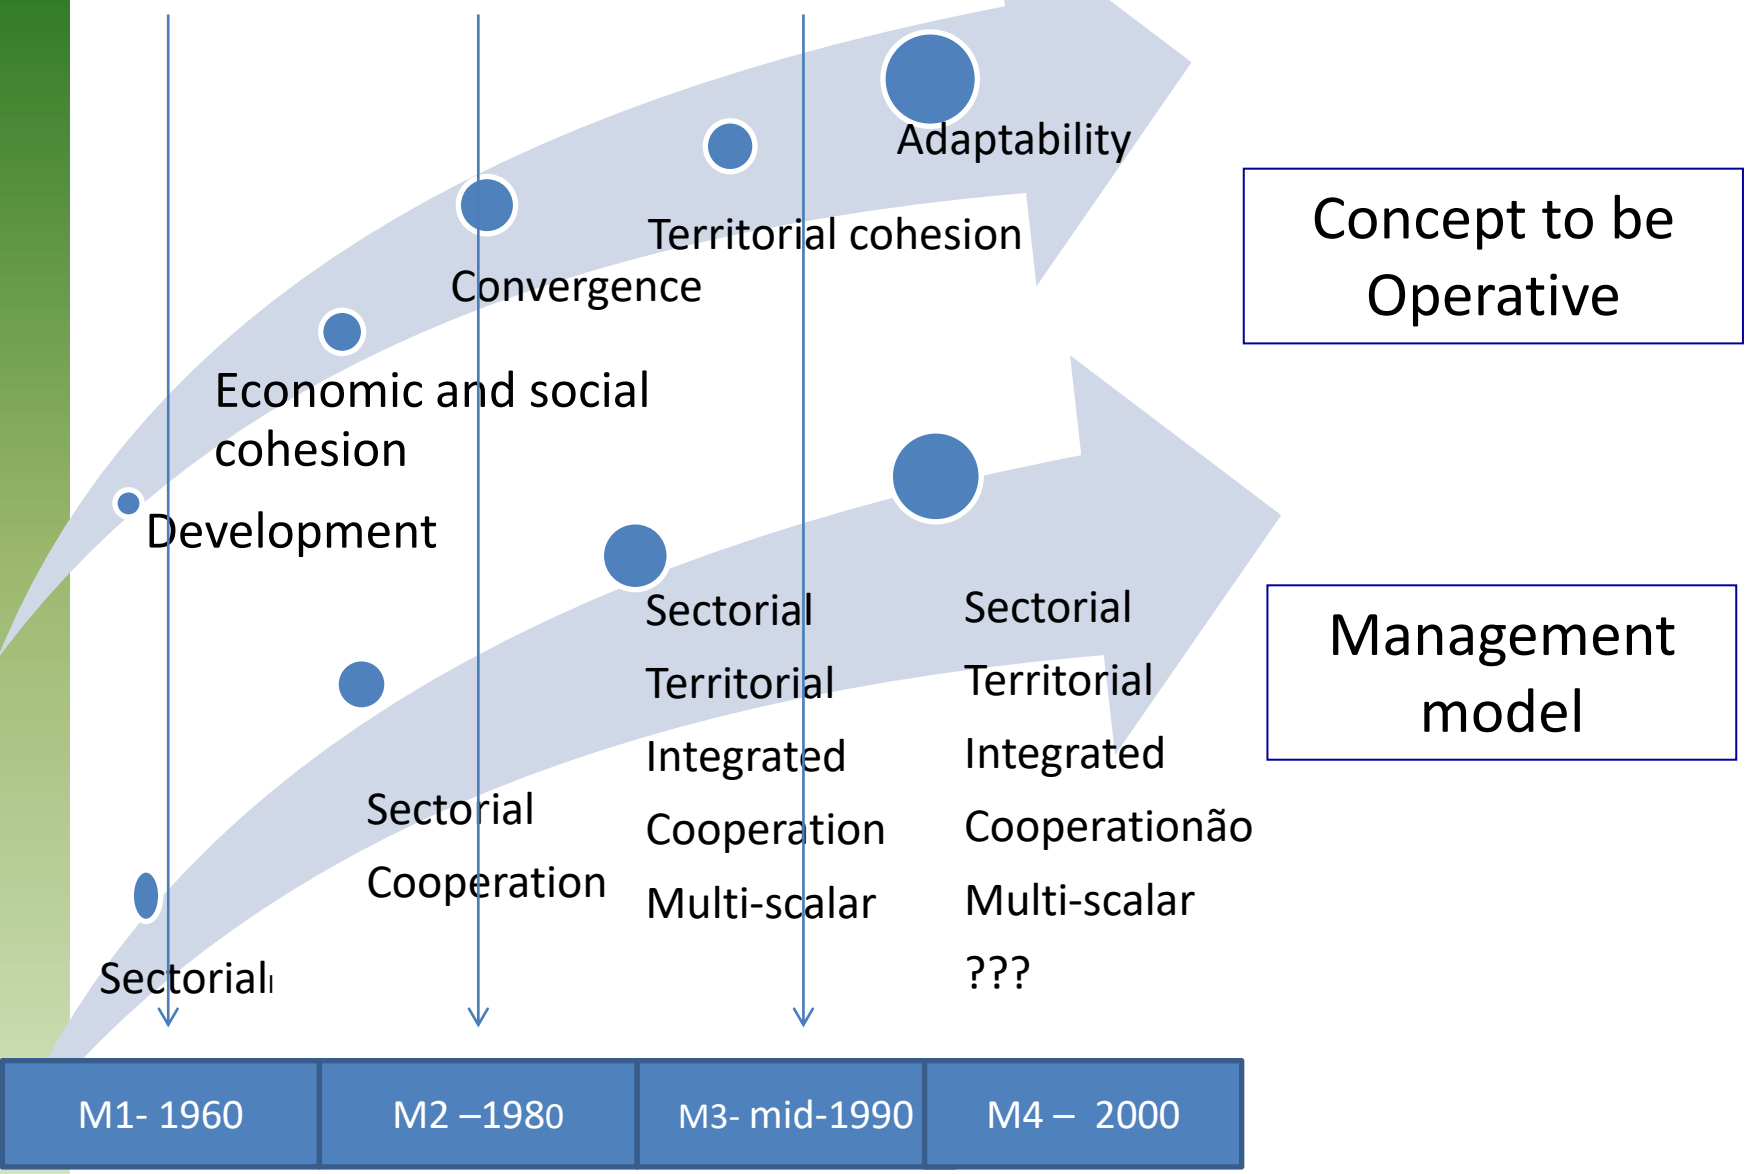 Adaptability
Territorial cohesion
Convergence
Economic and social
cohesion
Development
Concept to be
Operative
Sectorial
Territorial
Integrated
Cooperation
Multi-scalar
Sectorial
Territorial
Integrated
Cooperationão
Multi-scalar
???
Management
model
Sectorial
Cooperation
Sectorial
M1- 1960
M2 –1980
M3- mid-1990
M4 – 2000